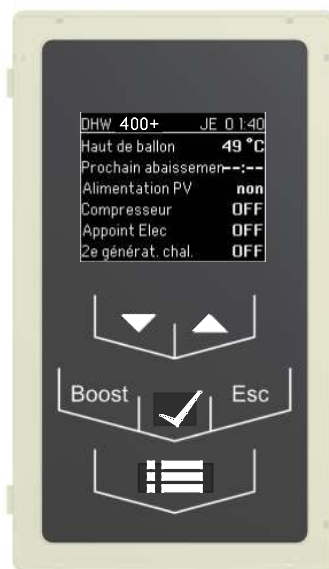 DHW 400+ JE 01:40
Haut de ballon 49°C
Prochain abaissemen--:--
Alimentation PV non
Compresseur OFF
Appoint Elec OFF
2e générat. chal. OFF
Boost Esc